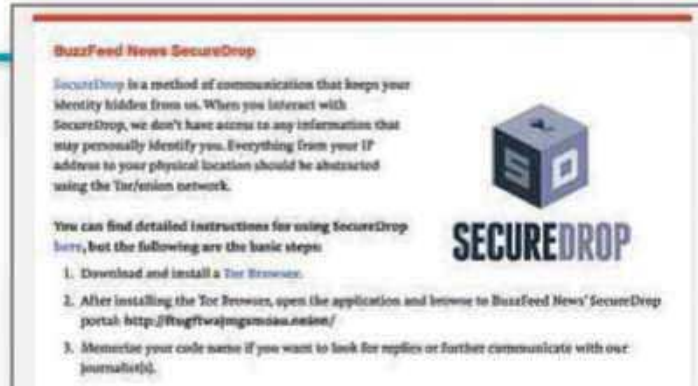 BuzzFeed News SecureDrop
SecureDrop is a method of communication that keeps your
identity hidden from us. When you interact with
SecureDrop, we don't have access to any information that
may personally identify you. Everything from your IP
address to your physical location should be abstracted
using the Tor/onion network.
You can find detailed instructions for using SecureDrop
here, but the following are the basic steps:
1. Download and install a Tor Browser.
2. After installing the Tor Browser, open the application and browse to BuzzFeed News' SecureDrop
portal:
3. Memorize your code name if you want to look for replies or further communicate with our
journalist(s).
S D
SECUREDROP